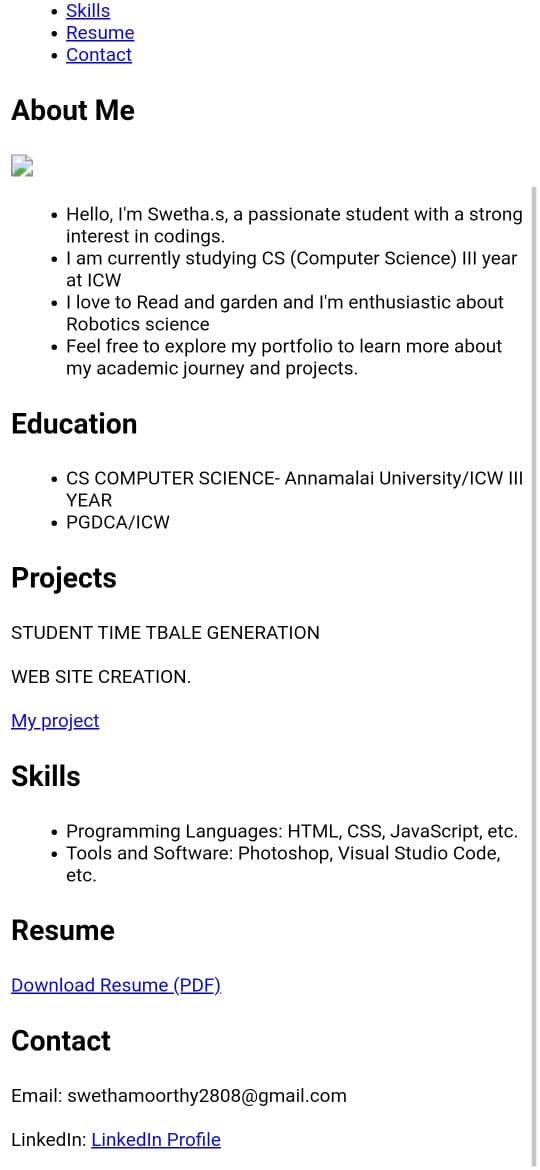 Skills
Resume
Contact
About Me
Hello, I'm Swetha.s, a passionate student with a strong
interest in codings.
I am currently studying CS (Computer Science) III year
at ICW
I love to Read and garden and I'm enthusiastic about
Robotics science
Feel free to explore my portfolio to learn more about
my academic journey and projects.
Education
CS COMPUTER SCIENCE- Annamalai University/ICW III
YEAR
PGDCA/ICW
Projects
STUDENT TIME TBALE GENERATION
WEB SITE CREATION.
My project
Skills
Programming Languages: HTML, CSS, JavaScript, etc.
Tools and Software: Photoshop, Visual Studio Code,
etc.
Resume
Download Resume (PDF)
Contact
Email: swethamoorthy2808@gmail.com
LinkedIn: LinkedIn Profile